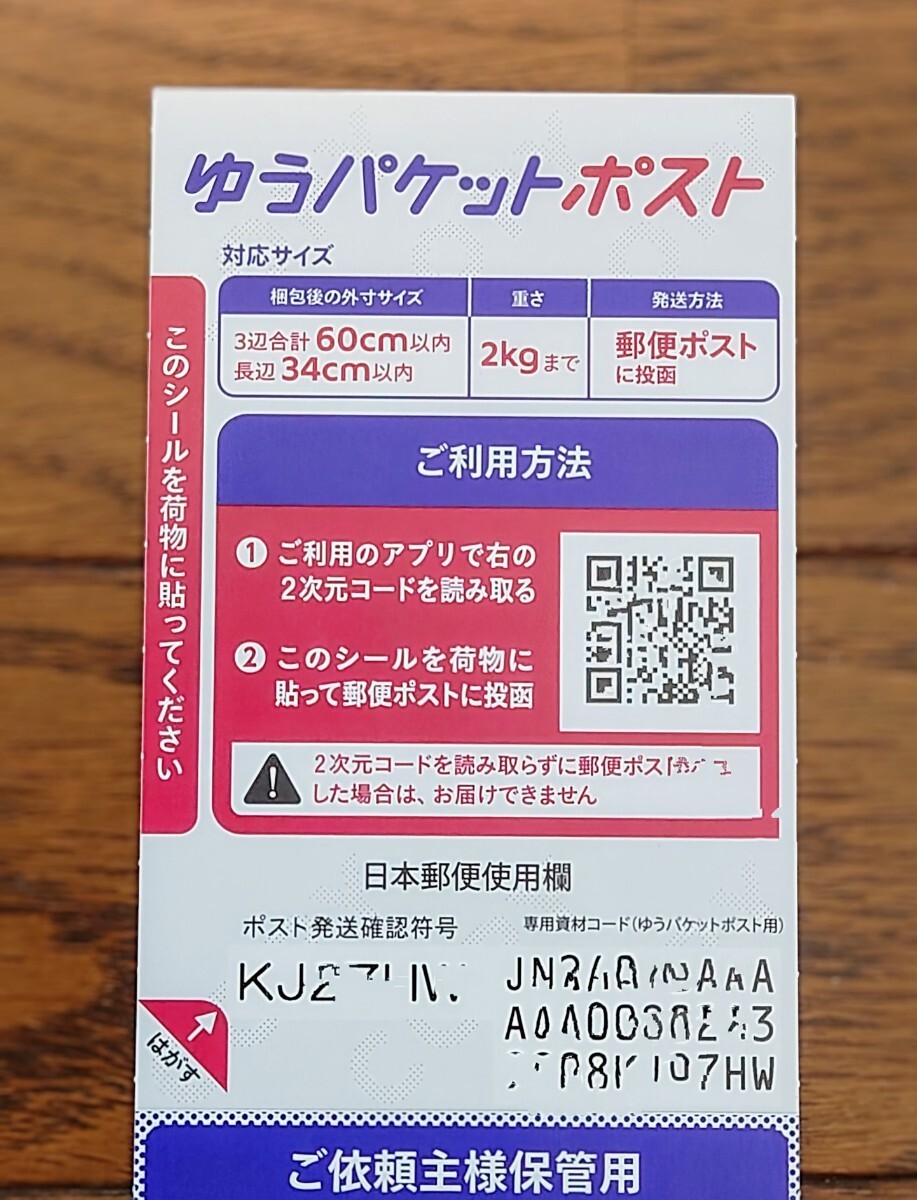 ゆうパケットポスト
対応サイズ
梱包後の外寸サイズ 重さ 発送方法
3辺合計 60cm以内
長辺 34cm以内
2kgまで
郵便ポスト
に投函
このシールを荷物に貼ってください
ご利用方法
① ご利用のアプリで右の
2次元コードを読み取る
② このシールを荷物に
貼って郵便ポストに投函
2次元コードを読み取らずに郵便ポス
した場合は、お届けできません
日本郵便使用欄
ポスト発送確認符号
専用資材コード(ゆうパケットポスト用)
はがす
ご依頼主様保管用